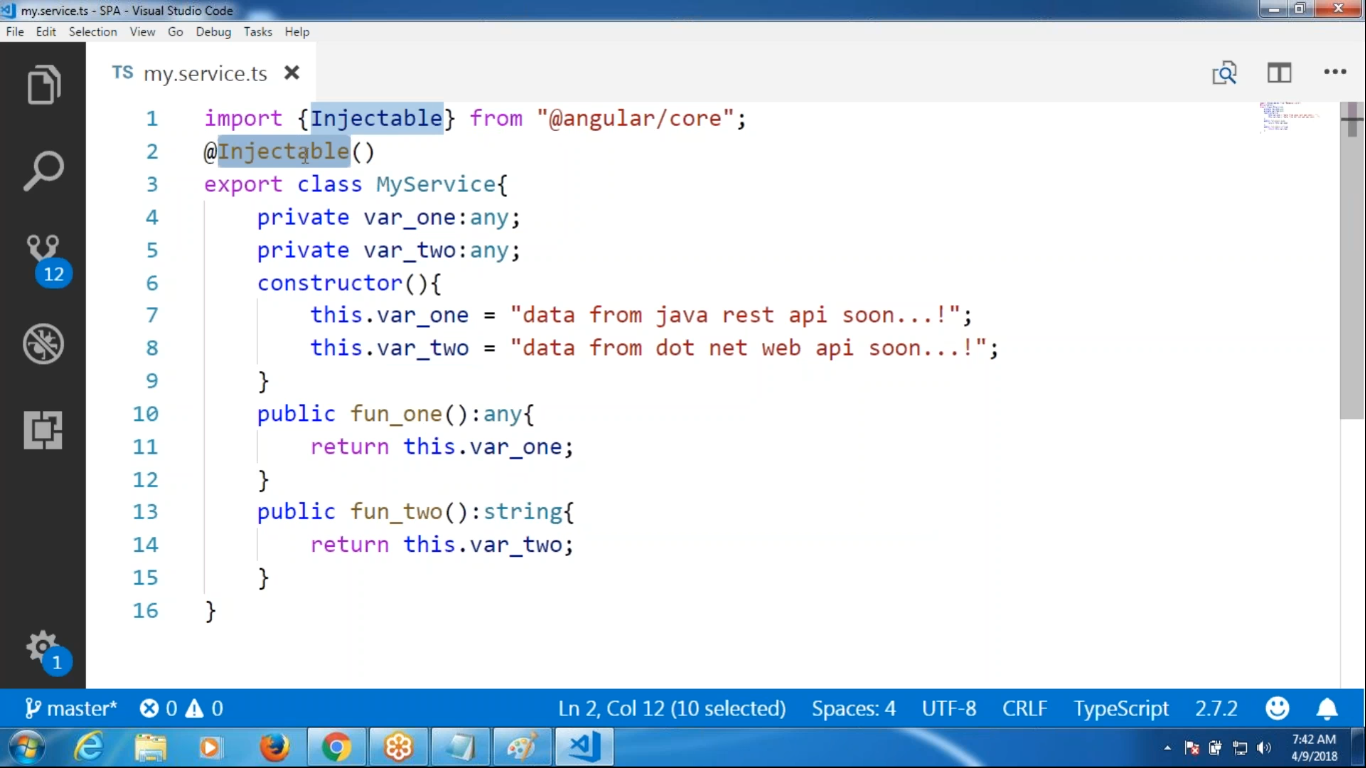 my.service.ts - SPA - Visual Studio Code
File Edit Selection View Go Debug Tasks Help
TS my.service.ts
1 import {Injectable} from "@angular/core";
2 @Injectable()
3 export class MyService{
4 private var_one:any;
5 private var_two:any;
6 constructor(){
7 this.var_one = "data from java rest api soon...!";
8 this.var_two = "data from dot net web api soon...!";
9 }
10 public fun_one():any{
11 return this.var_one;
12 }
13 public fun_two():string{
14 return this.var_two;
15 }
16 }
12
1
master* 0 0 Ln 2, Col 12 (10 selected) Spaces: 4 UTF-8 CRLF TypeScript 2.7.2
7:42 AM
4/9/2018